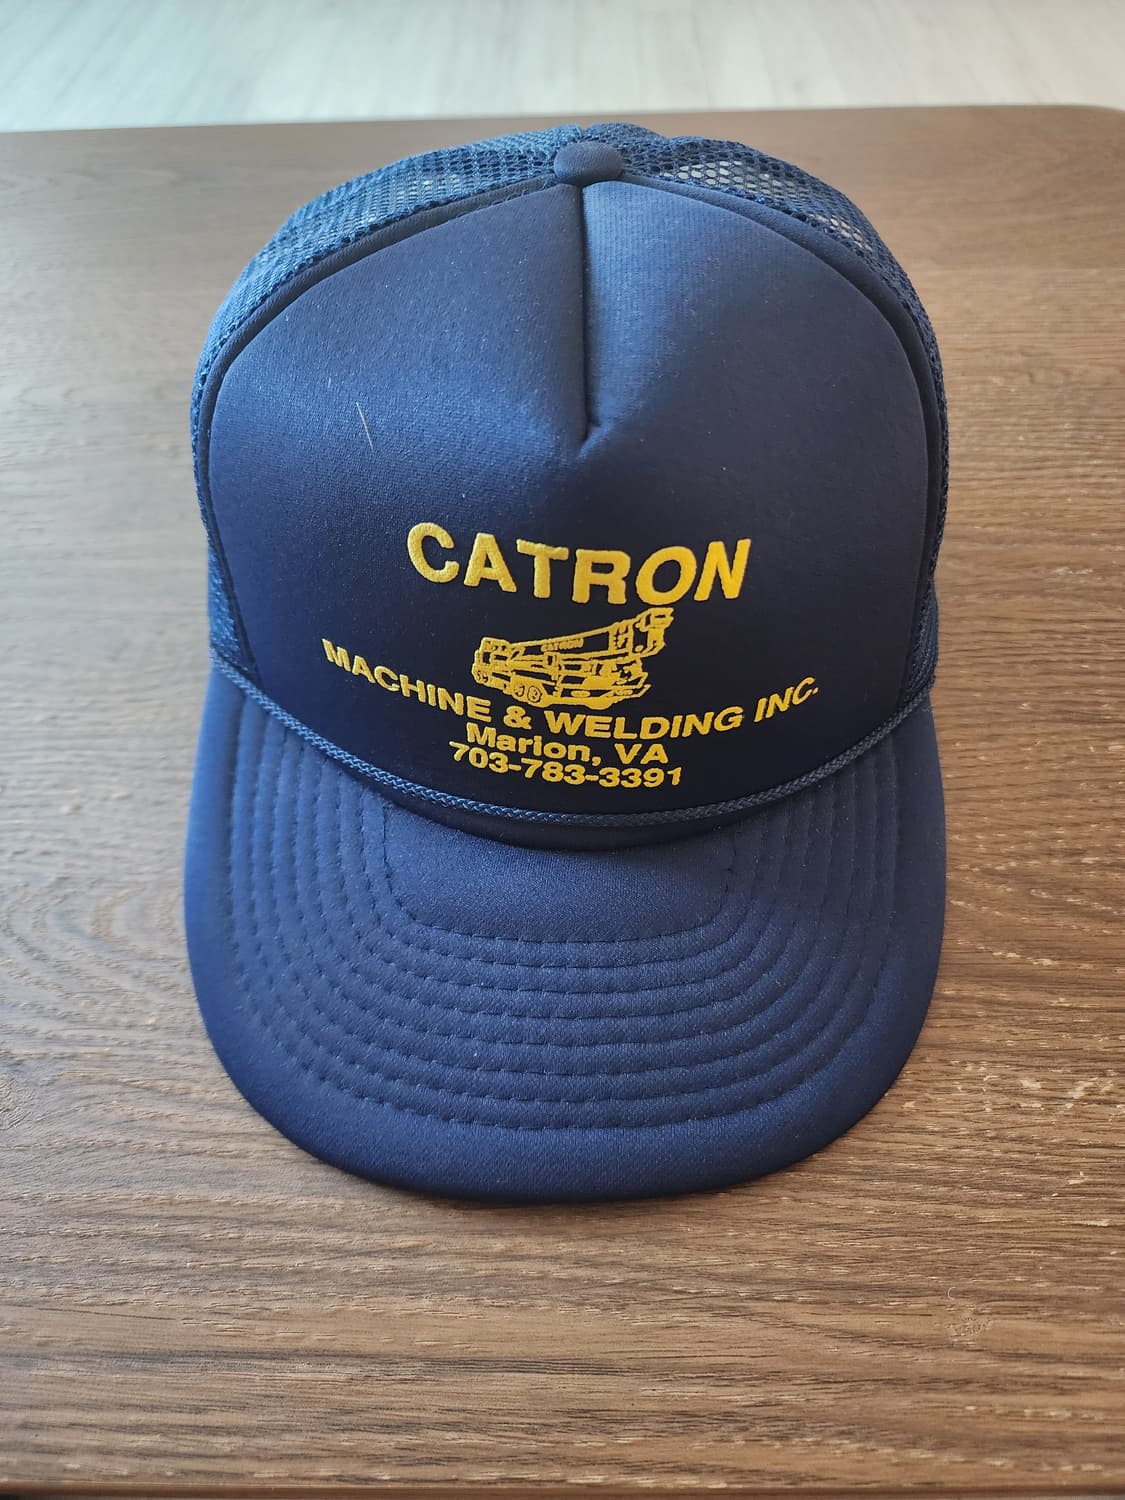 CATRON
MACHINE & WELDING INC.
Marion, VA
703-783-3391